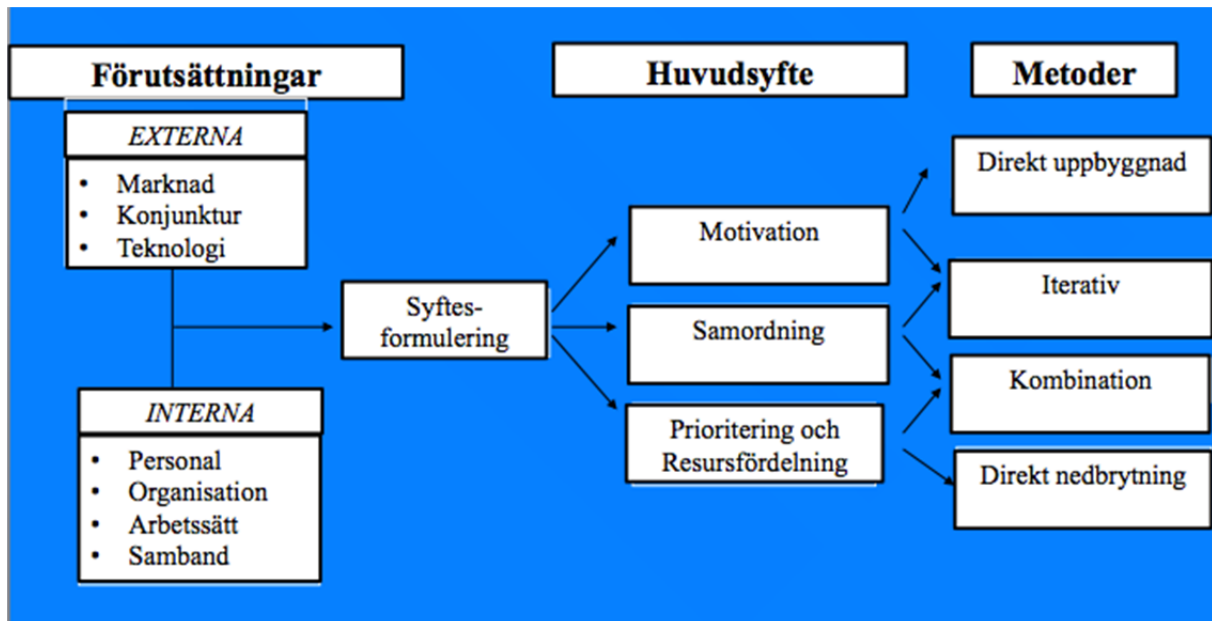 Förutsättningar
EXTERNA
• Marknad
• Konjunktur
• Teknologi
INTERNA
• Personal
• Organisation
• Arbetssätt
• Samband
Syftes-
formulering
Huvudsyfte
Motivation
Samordning
Prioritering och
Resursfördelning
Metoder
Direkt uppbyggnad
Iterativ
Kombination
Direkt nedbrytning